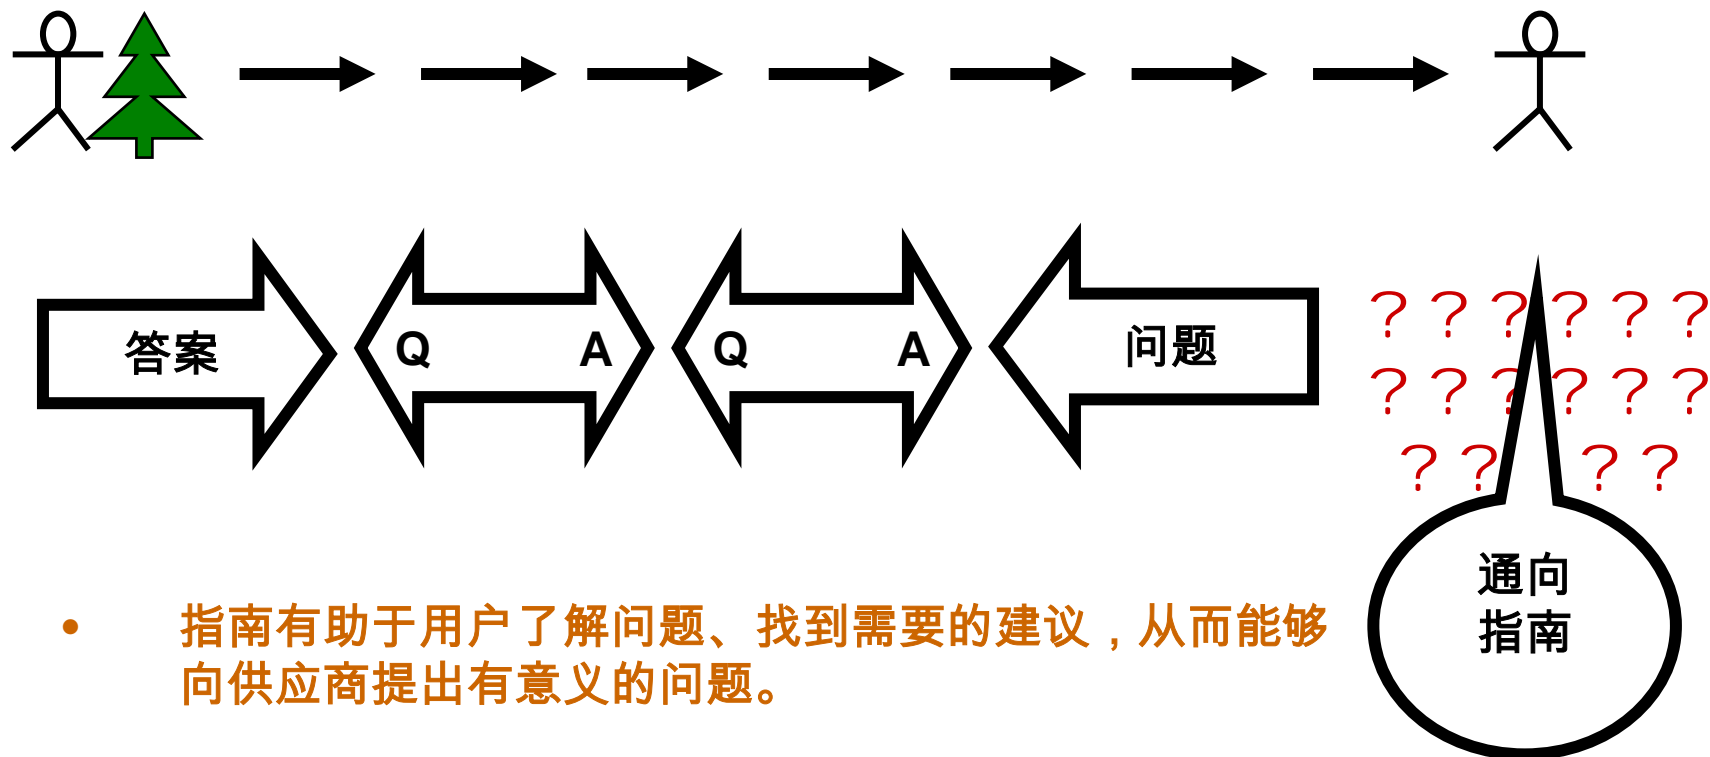 答案
Q A
Q A
问题
? ? ? ? ? ?
? ? ? ? ? ?
? ? ? ?
通向
指南
• 指南有助于用户了解问题、找到需要的建议，从而能够
向供应商提出有意义的问题。